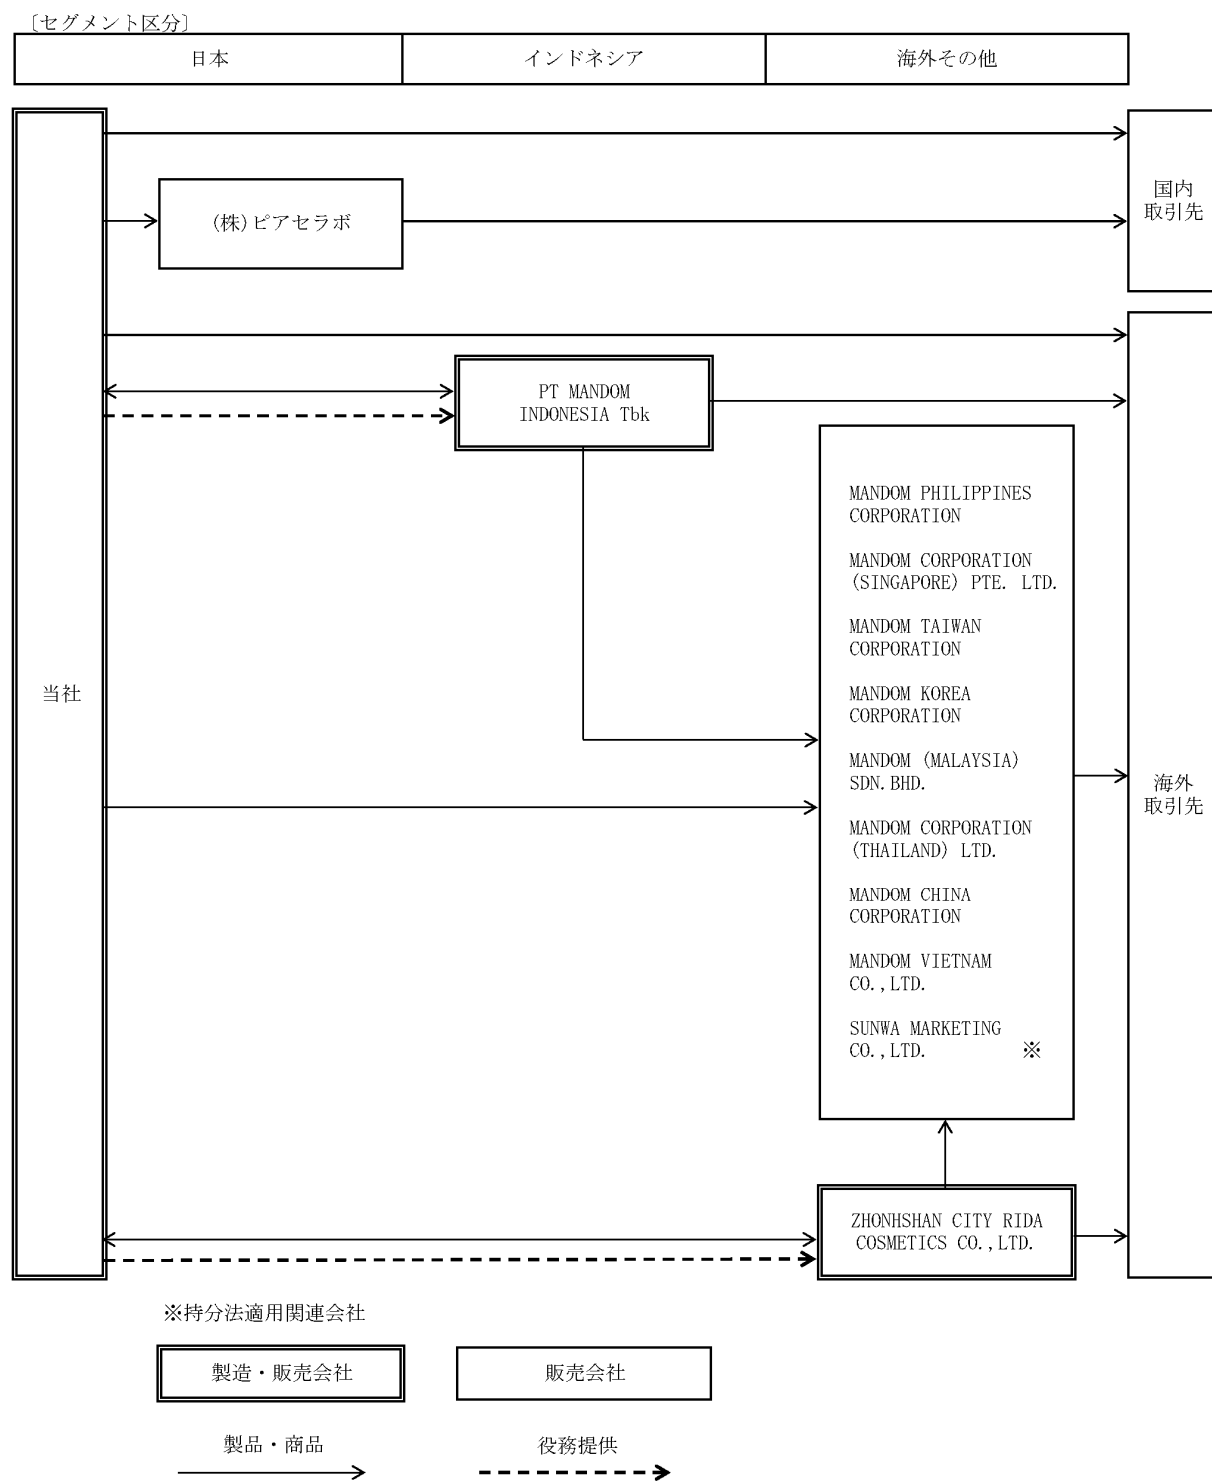 〔セグメント区分〕
日本
インドネシア
海外その他
国内
取引先
(株)ピアセラボ
PT MANDOM
INDONESIA Tbk
MANDOM PHILIPPINES
CORPORATION
MANDOM CORPORATION
(SINGAPORE) PTE. LTD.
MANDOM TAIWAN
CORPORATION
MANDOM KOREA
CORPORATION
MANDOM (MALAYSIA)
SDN.BHD.
MANDOM CORPORATION
(THAILAND) LTD.
MANDOM CHINA
CORPORATION
MANDOM VIETNAM
CO.,LTD.
SUNWA MARKETING
CO.,LTD. ※
当社
海外
取引先
ZHONHSHAN CITY RIDA
COSMETICS CO.,LTD.
※持分法適用関連会社
製造・販売会社
販売会社
製品・商品
役務提供